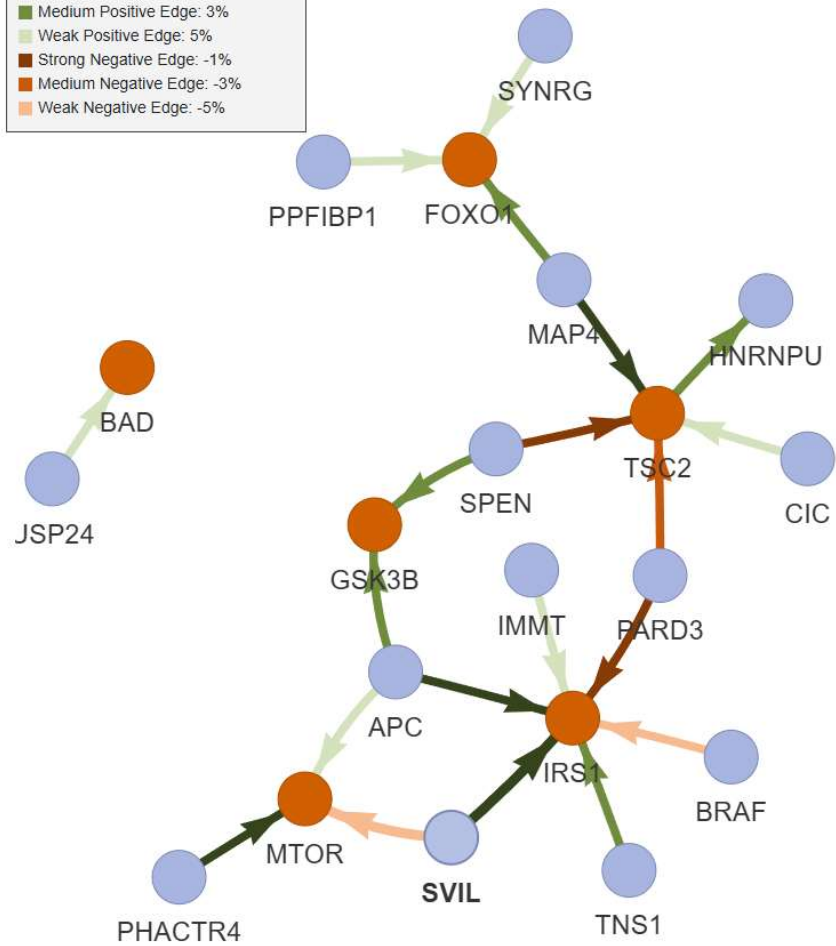 Medium Positive Edge: 3%
Weak Positive Edge: 5%
Strong Negative Edge: -1%
Medium Negative Edge: -3%
Weak Negative Edge: -5%
SYNRG
PPFIBP1
FOXO1
MAP4
HNRNPU
BAD
TSC2
SPEN
CIC
JSP24
GSK3B
IMMT
PARD3
APC
IRS1
BRAF
MTOR
SVIL
TNS1
PHACTR4